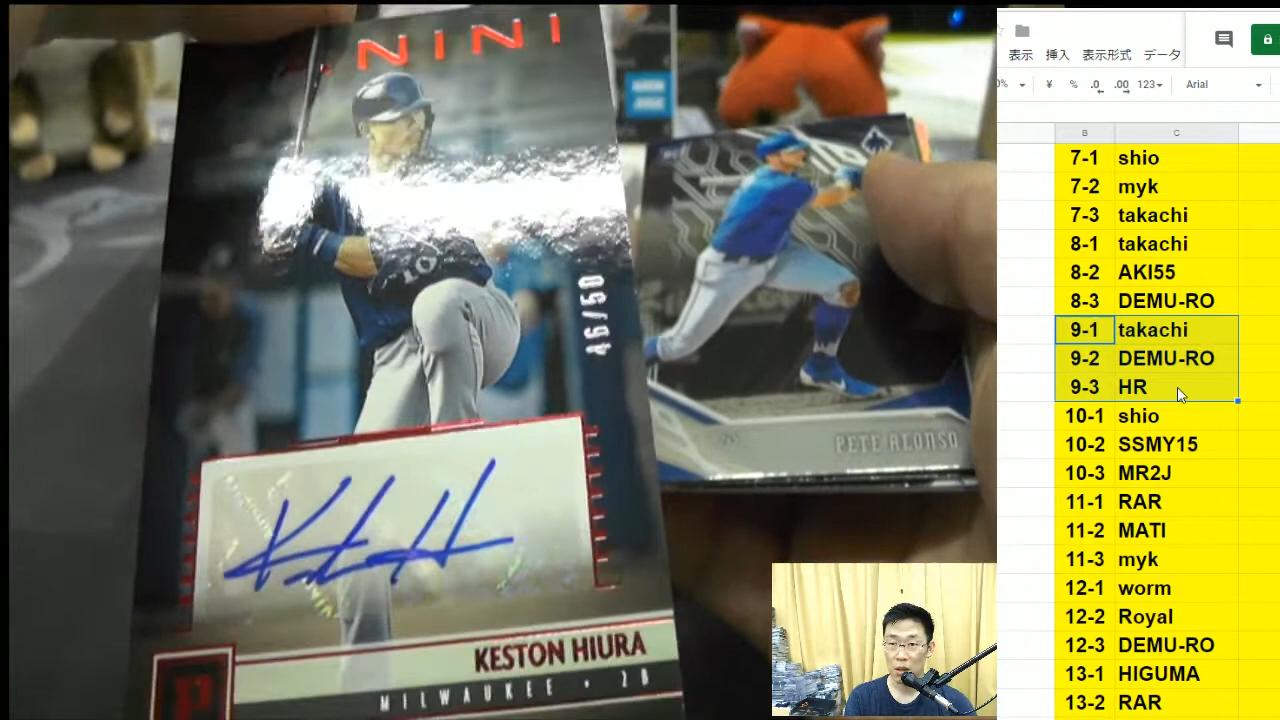 NINI
46/50
KESTON HIURA
MILWAUKEE • 2B
P
PETE ALONSO
表示 挿入 表示形式 データ
0% ▾ ¥ % .0 .00 123▾ Arial
B C
7-1 shio
7-2 myk
7-3 takachi
8-1 takachi
8-2 AKI55
8-3 DEMU-RO
9-1 takachi
9-2 DEMU-RO
9-3 HR
10-1 shio
10-2 SSMY15
10-3 MR2J
11-1 RAR
11-2 MATI
11-3 myk
12-1 worm
12-2 Royal
12-3 DEMU-RO
13-1 HIGUMA
13-2 RAR